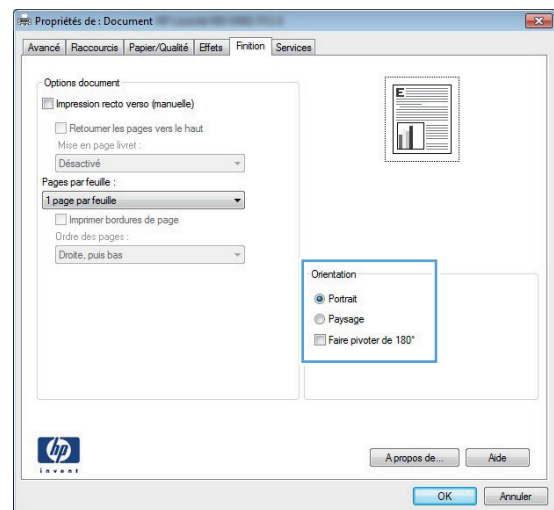 Propriétés de : Document
Avancé Raccourcis Papier/Qualité Effets Finition Services
Options document
Impression recto verso (manuelle)
Retourner les pages vers le haut
Mise en page livret :
Désactivé
Pages par feuille :
1 page par feuille
Imprimer bordures de page
Ordre des pages :
Droite, puis bas
E
Orientation
Portrait
Paysage
Faire pivoter de 180°
hp
invent
A propos de... Aide
OK Annuler